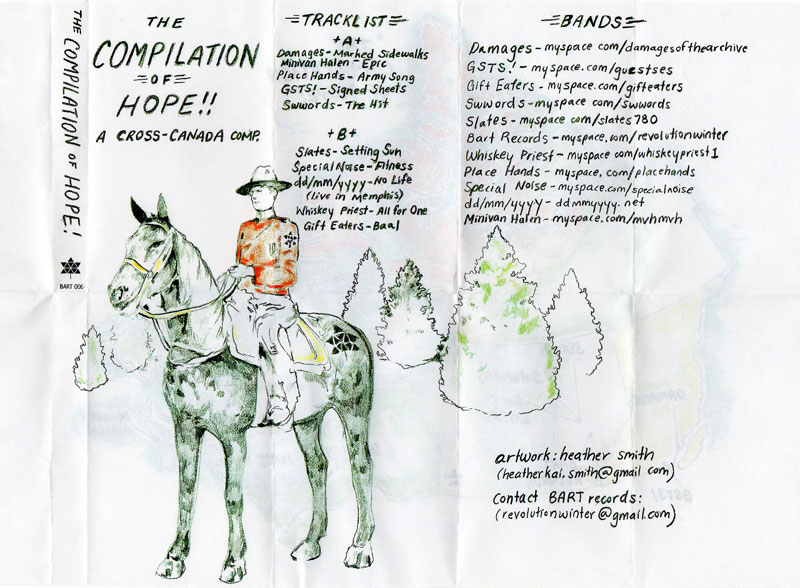 THE COMPILATION OF HOPE!
BART 006
THE
COMPILATION
OF
HOPE!!
A CROSS-CANADA COMP.
TRACKLIST
+A+
Damages - Marked Sidewalks
Minivan Halen - Epic
Place Hands - Army Song
GSTS! - Signed Sheets
Swwords - The Hit
+B+
Slates - Setting Sun
Special Noise - Fitness
dd/mm/yyyy - No Life
(Live in Memphis)
Whiskey Priest - All for One
Gift Eaters - Baal
BANDS
Damages - myspace com/damagesofthearchive
GSTS! - myspace.com/guestses
Gift Eaters - myspace.com/gifteaters
Swwords - myspace com/swwords
Slates - myspace com/slates780
Bart Records - myspace.com/revolutionwinter
Whiskey Priest - myspace com/whiskeypriest1
Place Hands - myspace.com/placehands
Special Noise - myspace.com/specialnoise
dd/mm/yyyy - ddmmyyyy.net
Minivan Halen - myspace.com/mvhmvh
artwork: heather smith
(heatherkai.smith@gmail com)
Contact BART records:
(revolutionwinter@gmail.com)